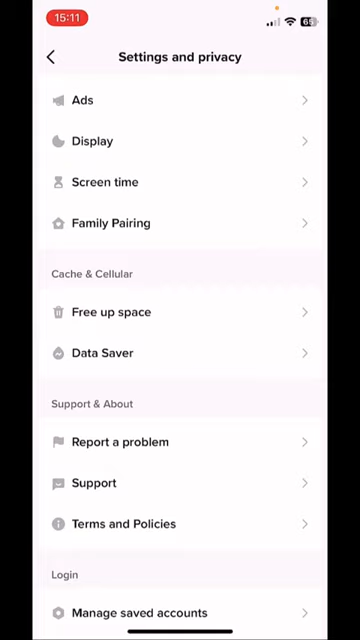 15:11
65
Settings and privacy
Ads
Display
Screen time
Family Pairing
Cache & Cellular
Free up space
Data Saver
Support & About
Report a problem
Support
Terms and Policies
Login
Manage saved accounts